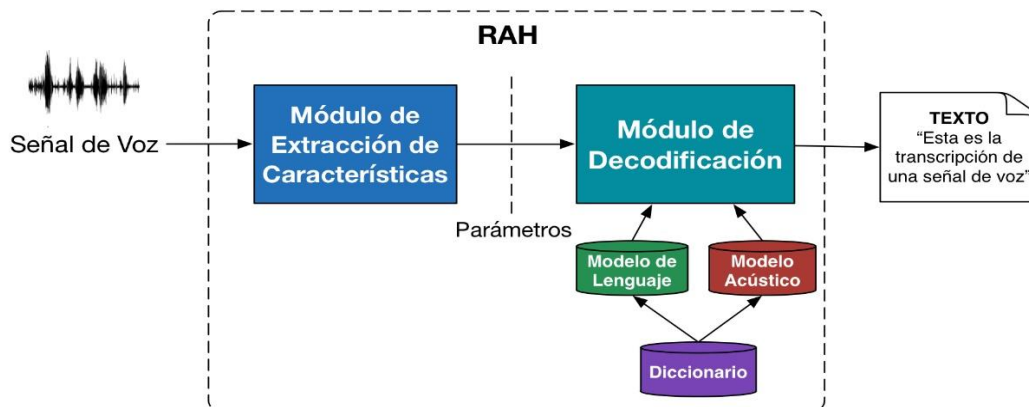 RAH
Señal de Voz
Módulo de
Extracción de
Características
Parámetros
Módulo de
Decodificación
Modelo de
Lenguaje
Modelo
Acústico
Diccionario
TEXTO
“Esta es la
transcripción de
una señal de voz”